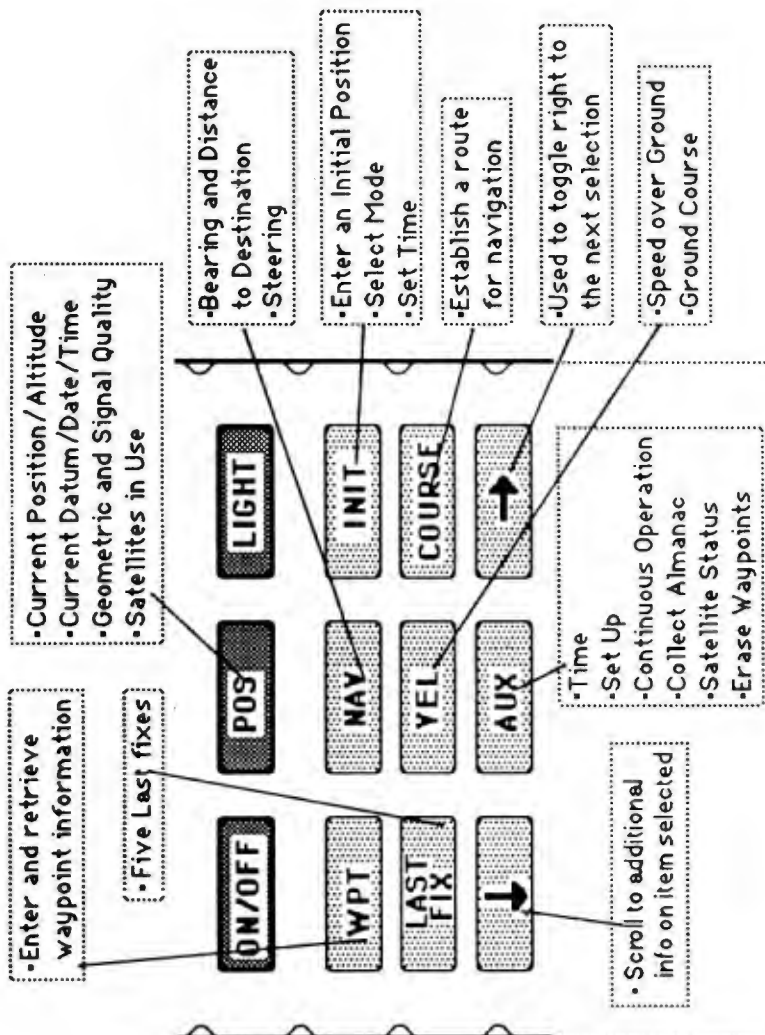 •Enter and retrieve
waypoint information
•Five Last fixes
•Current Position/Altitude
•Current Datum/Date/Time
•Geometric and Signal Quality
•Satellites in Use
•Bearing and Distance
to Destination
•Steering
•Enter an Initial Position
•Select Mode
•Set Time
•Establish a route
for navigation
•Used to toggle right to
the next selection
•Speed over Ground
•Ground Course
ON/OFF
POS
LIGHT
WPT
NAV
INIT
LAST
FIX
VEL
COURSE
↓
AUX
→
•Scroll to additional
info on item selected
•Time
•Set Up
•Continuous Operation
•Collect Almanac
•Satellite Status
•Erase Waypoints